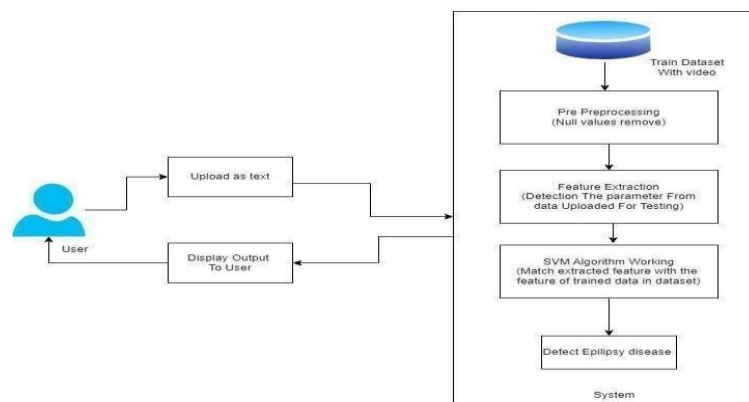 Train Dataset
With video
Pre Preprocessing
(Null values remove)
Upload as text
Feature Extraction
(Detection The parameter From
data Uploaded For Testing)
User
Display Output
To User
SVM Algorithm Working
(Match extracted feature with the
feature of trained data in dataset)
Detect Epilipsy disease
System